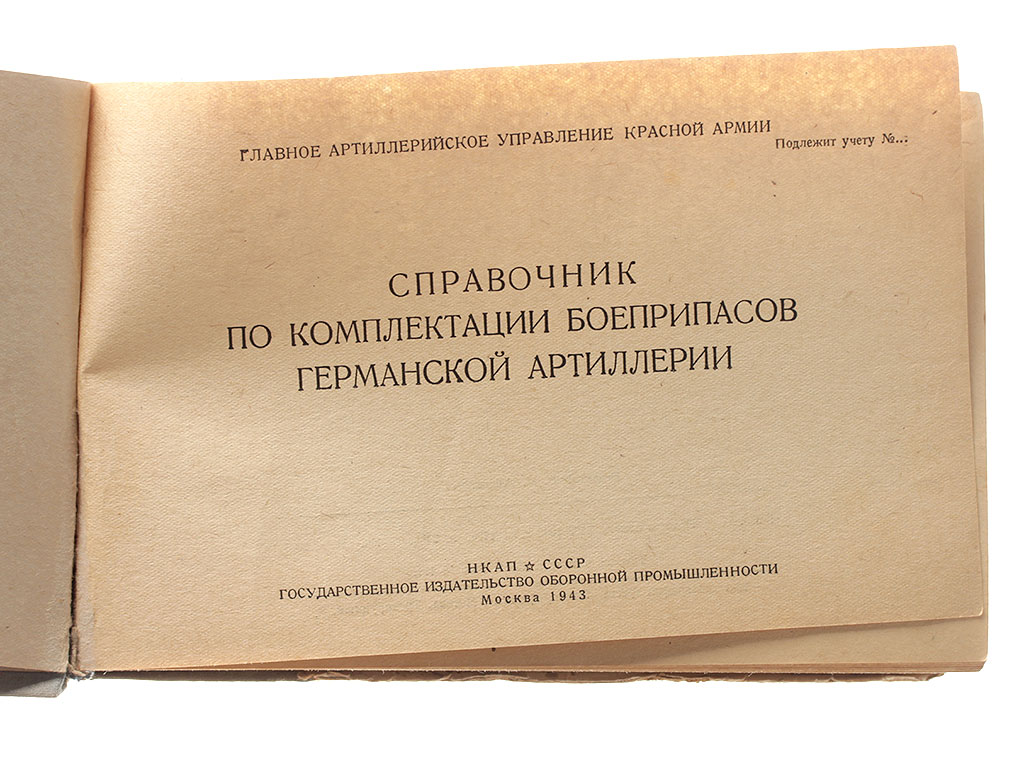 ГЛАВНОЕ АРТИЛЛЕРИЙСКОЕ УПРАВЛЕНИЕ КРАСНОЙ АРМИИ
Подлежит учету №...
СПРАВОЧНИК
ПО КОМПЛЕКТАЦИИ БОЕПРИПАСОВ
ГЕРМАНСКОЙ АРТИЛЛЕРИИ
НКАП ☆ СССР
ГОСУДАРСТВЕННОЕ ИЗДАТЕЛЬСТВО ОБОРОННОЙ ПРОМЫШЛЕННОСТИ
Москва 1943